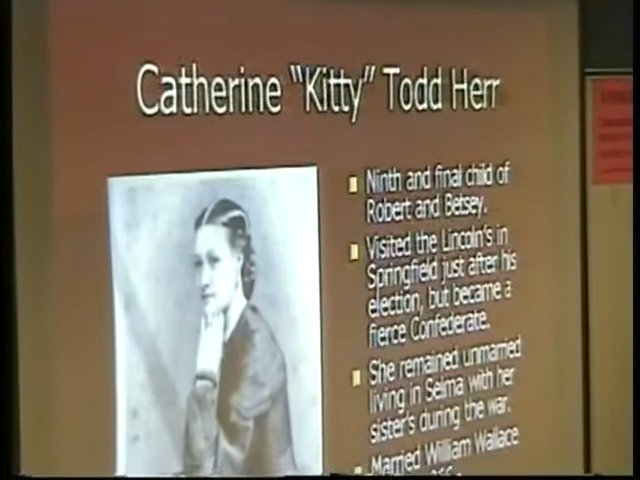 Catherine "Kitty" Todd Herr
Ninth and final child of
Robert and Betsey.
Visited the Lincoln's in
Springfield just after his
election, but became a
fierce Confederate.
She remained unmarried
living in Selma with her
sister's during the war.
Married William Wallace